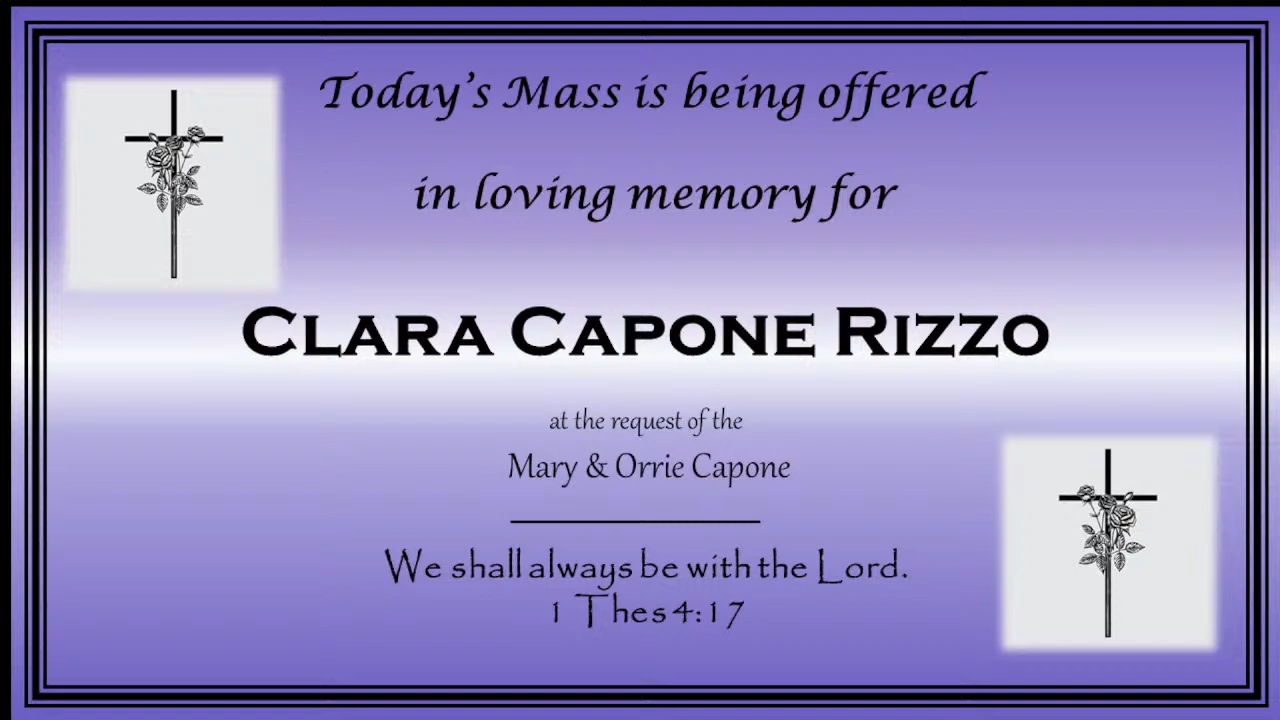 Today's Mass is being offered
in loving memory for
Clara Capone Rizzo
at the request of the
Mary & Orrie Capone
We shall always be with the Lord.
1 Thes 4:17